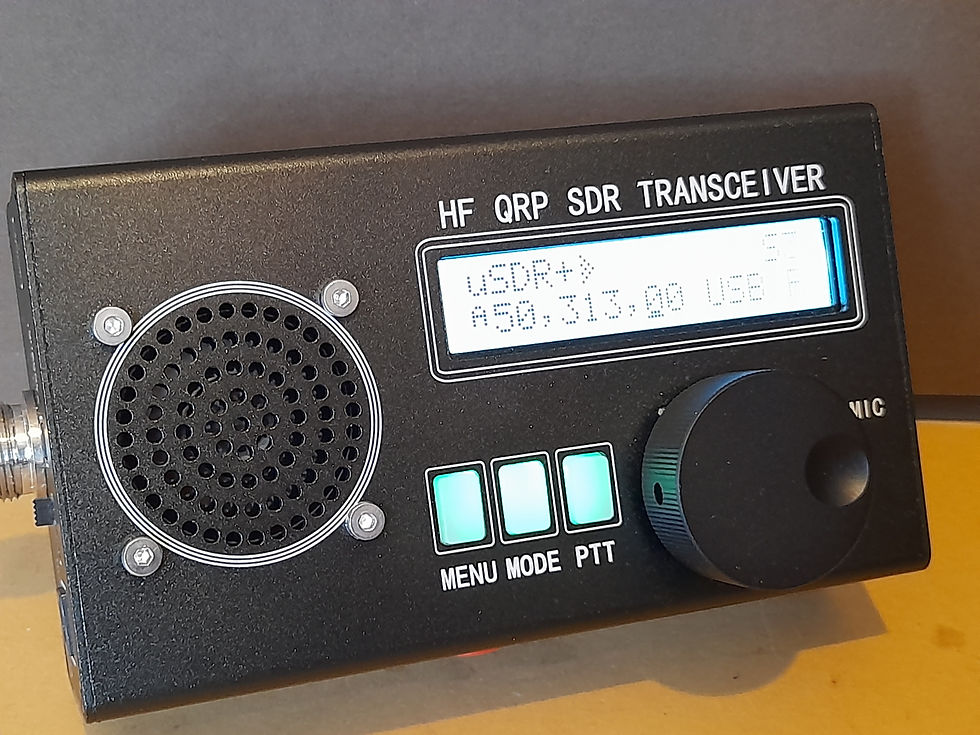 HF QRP SDR TRANSCEIVER
uSDR+» S
A50,313,00 USB F
MIC
MENU MODE PTT